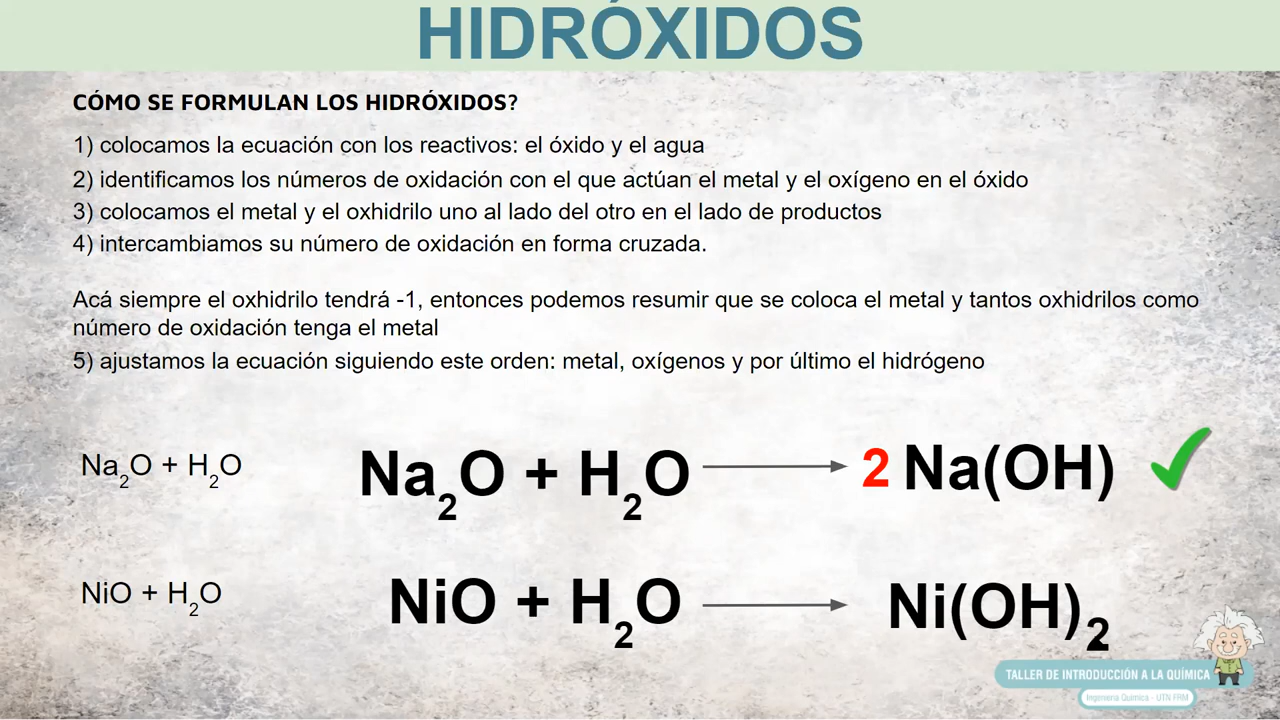 HIDRÓXIDOS
CÓMO SE FORMULAN LOS HIDRÓXIDOS?
1) colocamos la ecuación con los reactivos: el óxido y el agua
2) identificamos los números de oxidación con el que actúan el metal y el oxígeno en el óxido
3) colocamos el metal y el oxhidrilo uno al lado del otro en el lado de productos
4) intercambiamos su número de oxidación en forma cruzada.
Acá siempre el oxhidrilo tendrá -1, entonces podemos resumir que se coloca el metal y tantos oxhidrilos como
número de oxidación tenga el metal
5) ajustamos la ecuación siguiendo este orden: metal, oxígenos y por último el hidrógeno
Na₂O + H₂O Na₂O + H₂O → 2 Na(OH)
NiO + H₂O NiO + H₂O → Ni(OH)₂
TALLER DE INTRODUCCIÓN A LA QUÍMICA
Ingeniería Química - UTN FRM